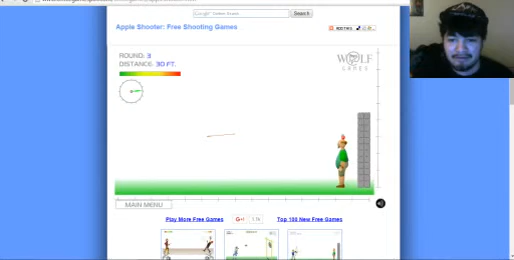 Search
Apple Shooter: Free Shooting Games
ROUND: 3
DISTANCE: 30 FT.
WOLF
GAMES
MAIN MENU
Play More Free Games
Top 100 New Free Games